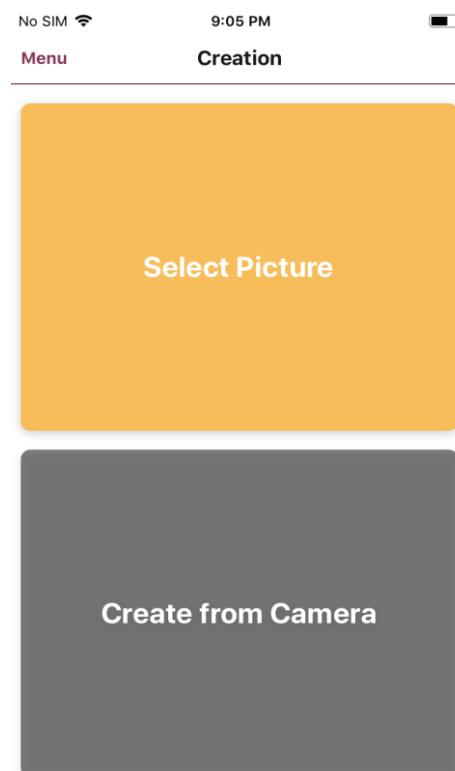 No SIM
9:05 PM
Menu
Creation
Select Picture
Create from Camera